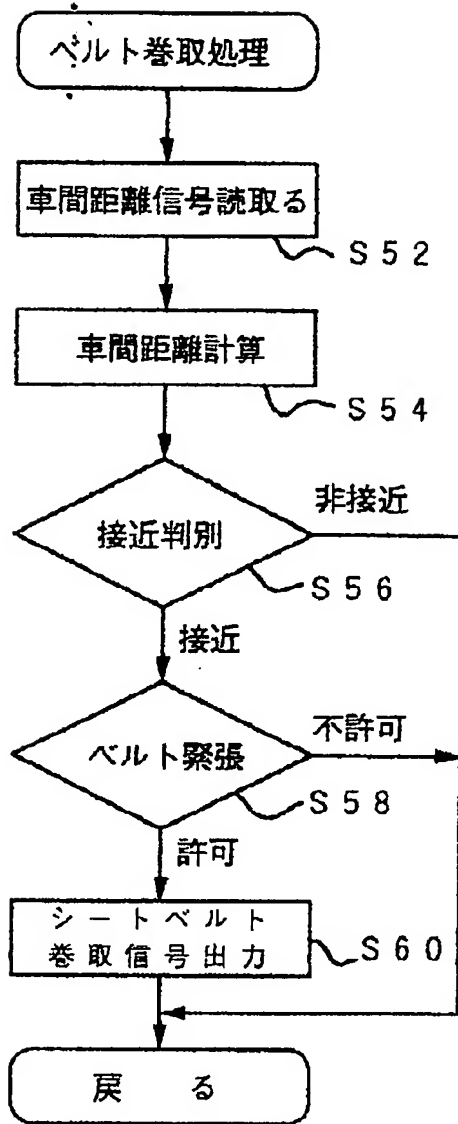 ベルト巻取処理
車間距離信号読取る
S52
車間距離計算
S54
非接近
接近判別
S56
接近
不許可
ベルト緊張
S58
許可
シートベルト
巻取信号出力
S60
戻る